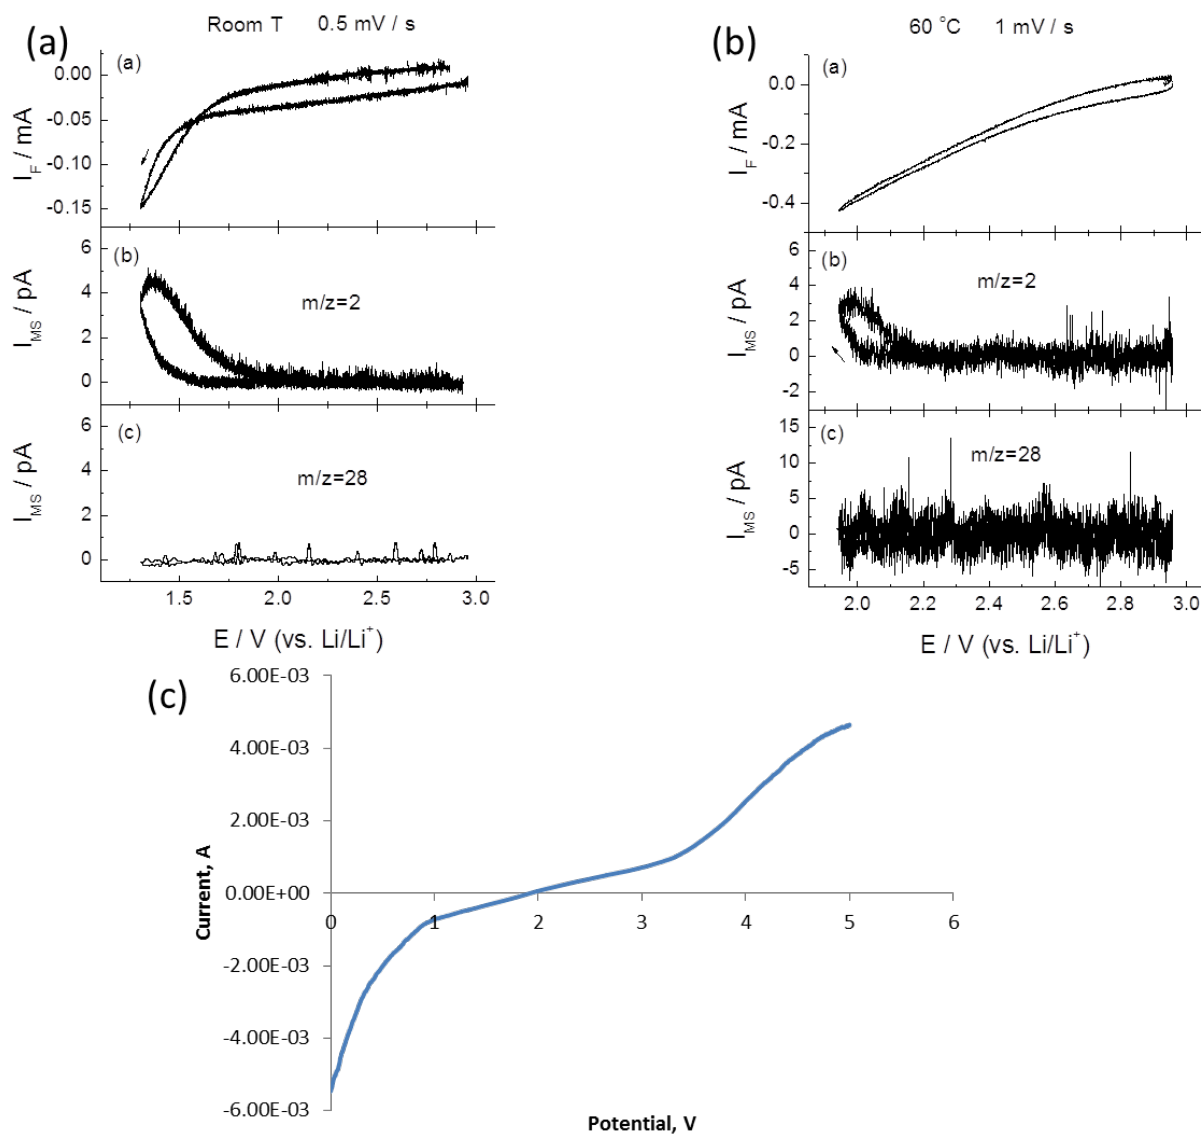 (a)
Room T 0.5 mV / s
(a)
0.00
-0.05
-0.10
-0.15
I_F / mA
(b)
6
4
2
0
I_MS / pA
m/z=2
(c)
6
4
2
0
I_MS / pA
m/z=28
1.5 2.0 2.5 3.0
E / V (vs. Li/Li⁺)
(b)
60 °C 1 mV / s
(a)
0.0
-0.2
-0.4
I_F / mA
(b)
6
4
2
0
-2
I_MS / pA
m/z=2
(c)
15
10
5
0
-5
I_MS / pA
m/z=28
2.0 2.2 2.4 2.6 2.8 3.0
E / V (vs. Li/Li⁺)
(c)
6.00E-03
4.00E-03
2.00E-03
0.00E+00
-2.00E-03
-4.00E-03
-6.00E-03
Current, A
0 1 2 3 4 5 6
Potential, V